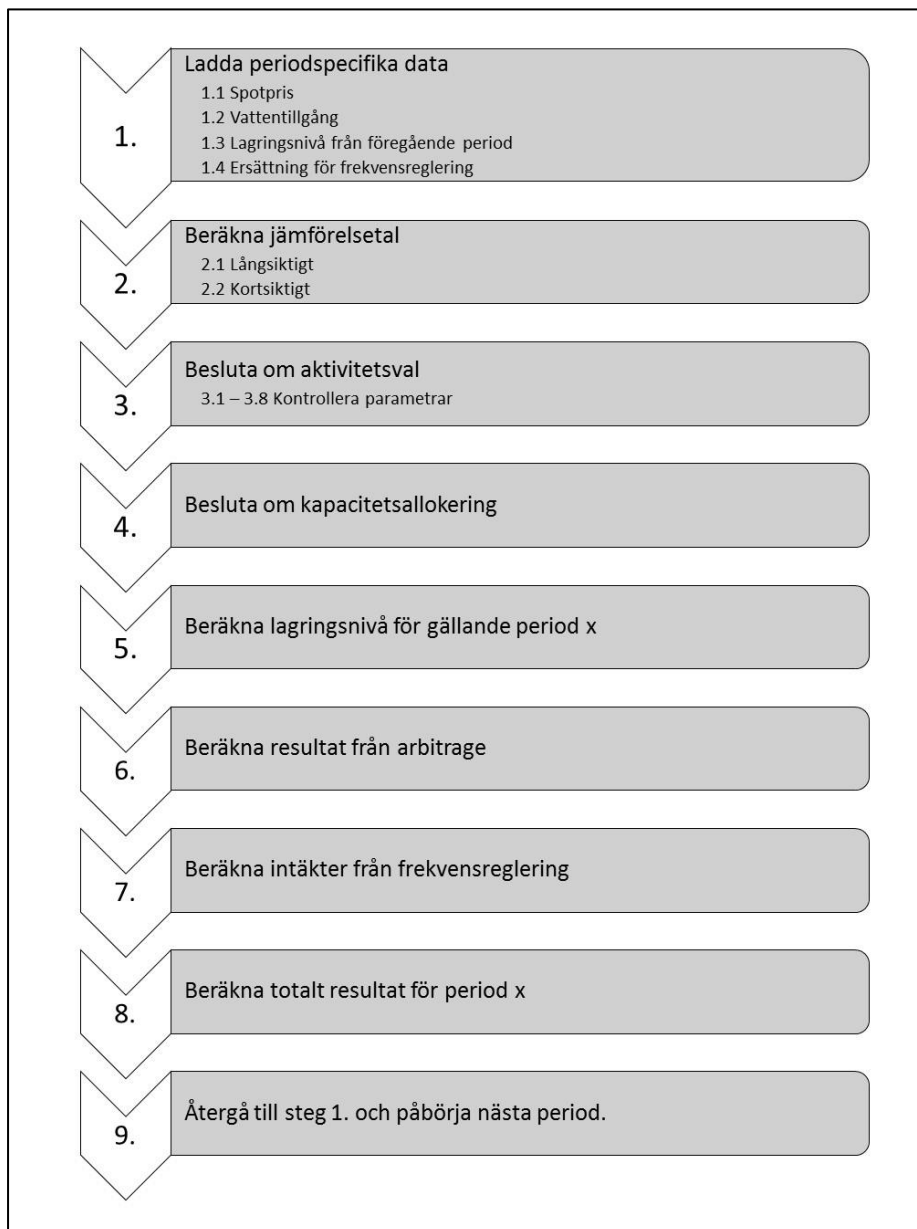 1.
Ladda periodspecifika data
1.1 Spotpris
1.2 Vattentillgång
1.3 Lagringsnivå från föregående period
1.4 Ersättning för frekvensreglering
2.
Beräkna jämförelsetal
2.1 Långsiktigt
2.2 Kortsiktigt
3.
Besluta om aktivitetsval
3.1 – 3.8 Kontrollera parametrar
4.
Besluta om kapacitetsallokering
5.
Beräkna lagringsnivå för gällande period x
6.
Beräkna resultat från arbitrage
7.
Beräkna intäkter från frekvensreglering
8.
Beräkna totalt resultat för period x
9.
Återgå till steg 1. och påbörja nästa period.